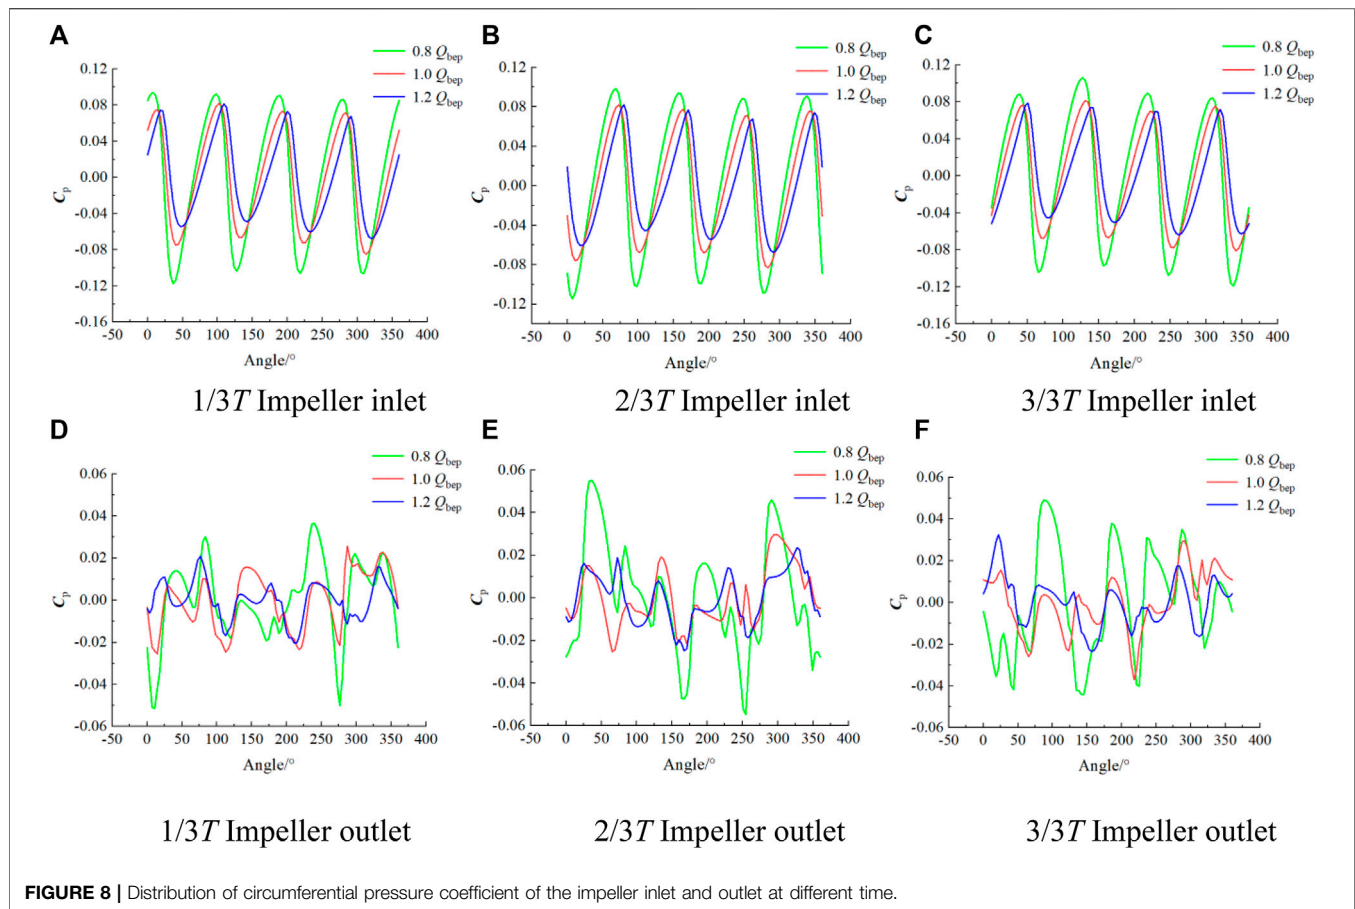 A
0.8 Qbep
1.0 Qbep
1.2 Qbep
0.12
0.08
0.04
0.00
-0.04
-0.08
-0.12
-0.16
Cp
-50 0 50 100 150 200 250 300 350 400
Angle/°
1/3T Impeller inlet
B
0.8 Qbep
1.0 Qbep
1.2 Qbep
0.12
0.08
0.04
0.00
-0.04
-0.08
-0.12
Cp
-50 0 50 100 150 200 250 300 350 400
Angle/°
2/3T Impeller inlet
C
0.8 Qbep
1.0 Qbep
1.2 Qbep
0.12
0.08
0.04
0.00
-0.04
-0.08
-0.12
-0.16
Cp
-50 0 50 100 150 200 250 300 350 400
Angle/°
3/3T Impeller inlet
D
0.8 Qbep
1.0 Qbep
1.2 Qbep
0.06
0.04
0.02
0.00
-0.02
-0.04
-0.06
Cp
-50 0 50 100 150 200 250 300 350 400
Angle/°
1/3T Impeller outlet
E
0.8 Qbep
1.0 Qbep
1.2 Qbep
0.06
0.04
0.02
0.00
-0.02
-0.04
-0.06
Cp
-50 0 50 100 150 200 250 300 350 400
Angle/°
2/3T Impeller outlet
F
0.8 Qbep
1.0 Qbep
1.2 Qbep
0.06
0.04
0.02
0.00
-0.02
-0.04
-0.06
Cp
-50 0 50 100 150 200 250 300 350 400
Angle/°
3/3T Impeller outlet
FIGURE 8 | Distribution of circumferential pressure coefficient of the impeller inlet and outlet at different time.